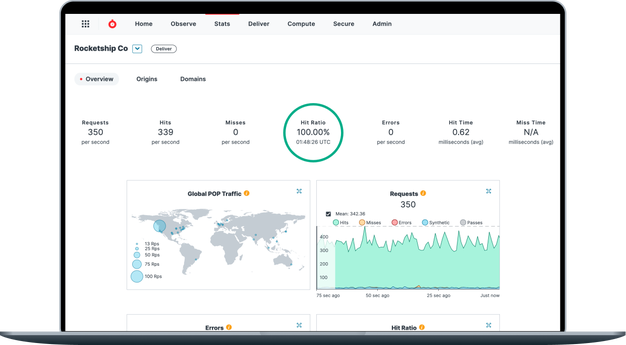 Home Observe Stats Deliver Compute Secure Admin
Rocketship Co Deliver
Overview Origins Domains
Requests Hits Misses Hit Ratio Errors Hit Time Miss Time
350 339 0 100.00% 0 0.62 N/A
per second per second per second 01:48:26 UTC per second milliseconds (avg) milliseconds (avg)
Global POP Traffic
13 Rps
25 Rps
50 Rps
75 Rps
100 Rps
Requests
350
Mean: 342.36
Hits Misses Errors Synthetic Passes
400
300
200
100
75 sec ago 50 sec ago 25 sec ago Just now
Errors Hit Ratio